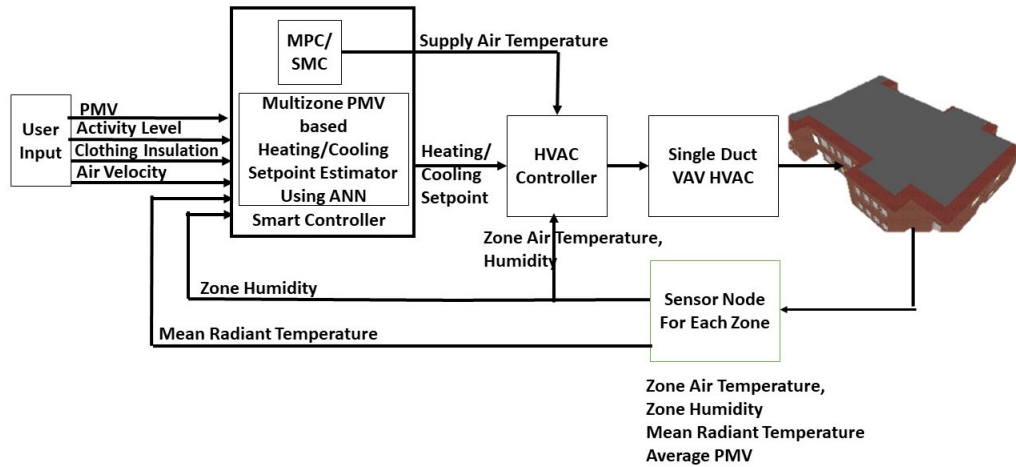 MPC/
SMC
Supply Air Temperature
User
Input
PMV
Activity Level
Clothing Insulation
Air Velocity
Multizone PMV
based
Heating/Cooling
Setpoint Estimator
Using ANN
Smart Controller
Heating/
Cooling
Setpoint
HVAC
Controller
Single Duct
VAV HVAC
Zone Air Temperature,
Humidity
Zone Humidity
Mean Radiant Temperature
Sensor Node
For Each Zone
Zone Air Temperature,
Zone Humidity
Mean Radiant Temperature
Average PMV